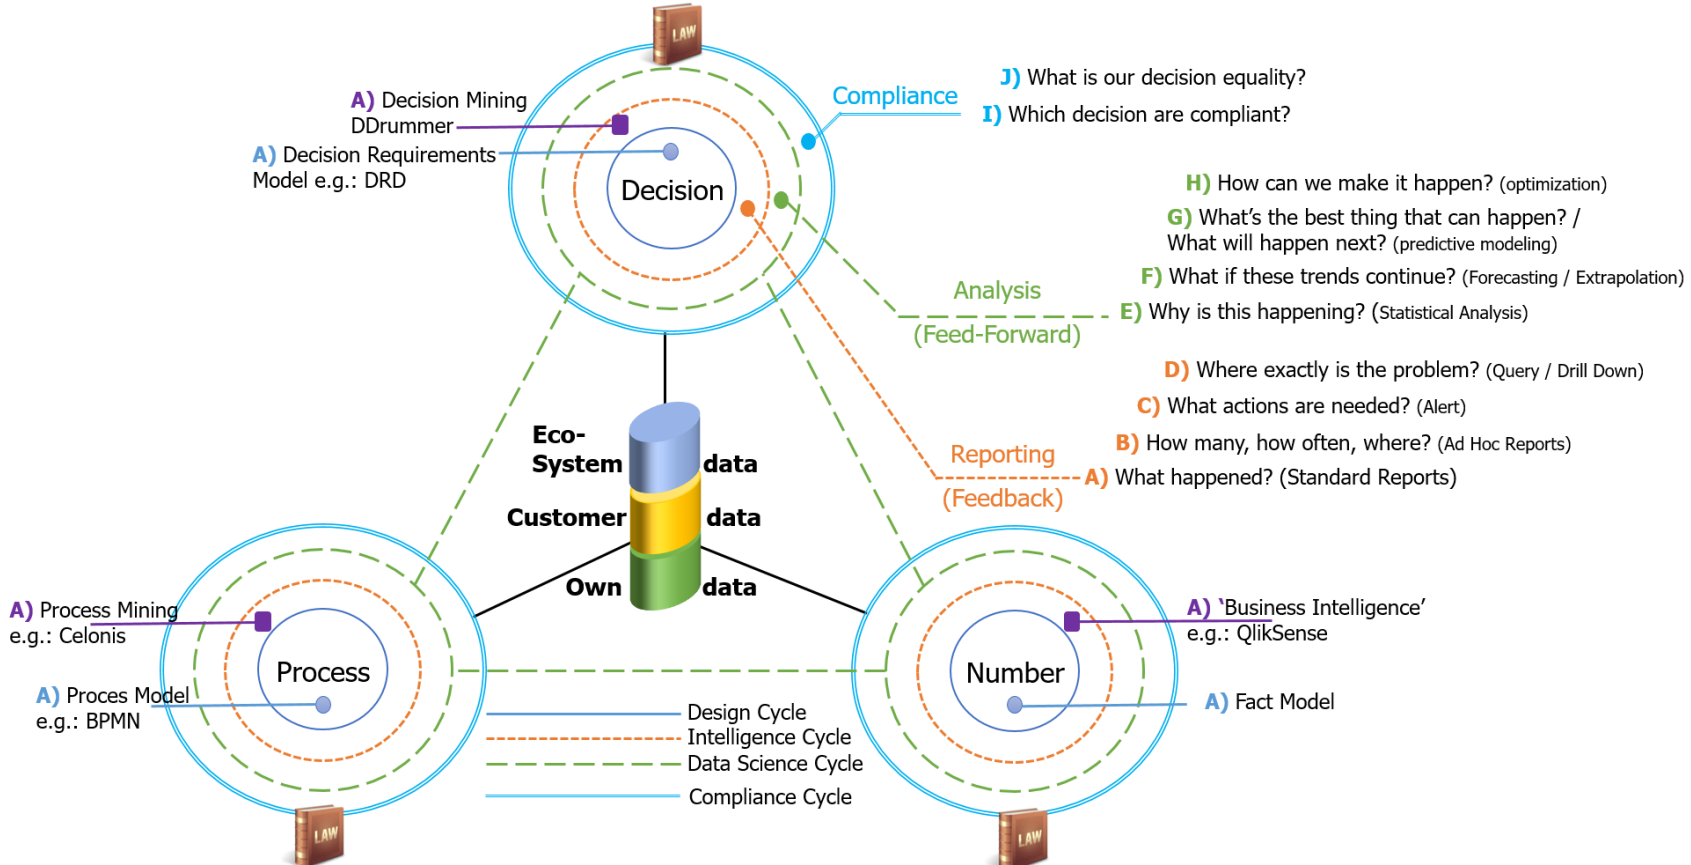 LAW
J) What is our decision equality?
Compliance
I) Which decision are compliant?
A) Decision Mining
DDrummer
A) Decision Requirements
Model e.g.: DRD
Decision
H) How can we make it happen? (optimization)
G) What's the best thing that can happen? /
What will happen next? (predictive modeling)
F) What if these trends continue? (Forecasting / Extrapolation)
Analysis
E) Why is this happening? (Statistical Analysis)
(Feed-Forward)
D) Where exactly is the problem? (Query / Drill Down)
C) What actions are needed? (Alert)
B) How many, how often, where? (Ad Hoc Reports)
Reporting
A) What happened? (Standard Reports)
(Feedback)
Eco-
System data
Customer data
Own data
A) Process Mining
e.g.: Celonis
Process
A) Proces Model
e.g.: BPMN
A) ‘Business Intelligence’
e.g.: QlikSense
Number
A) Fact Model
Design Cycle
Intelligence Cycle
Data Science Cycle
Compliance Cycle
LAW
LAW